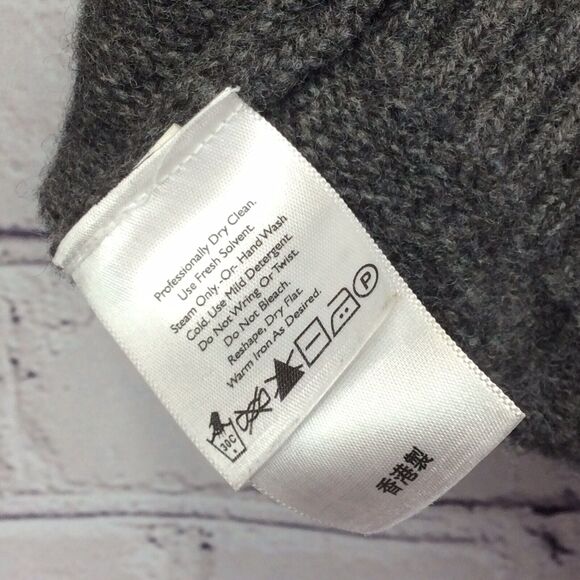 Professionally Dry Clean.
Use Fresh Solvent
Steam Only.-Or- Hand Wash
Cold. Use Mild Detergent
Do Not Wring Or Twist.
Do Not Bleach.
Reshape, Dry Flat.
Warm Iron As Desired.
30C P
香港製